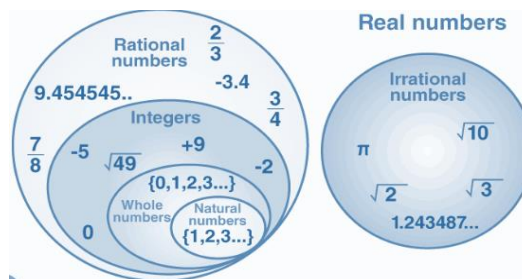 Real numbers
Rational numbers
2/3
-3.4
9.454545..
3/4
7/8
Integers
+9
-5
√49
-2
{0,1,2,3...}
Whole numbers
Natural numbers
{1,2,3...}
0
Irrational numbers
√10
π
√2
√3
1.243487...